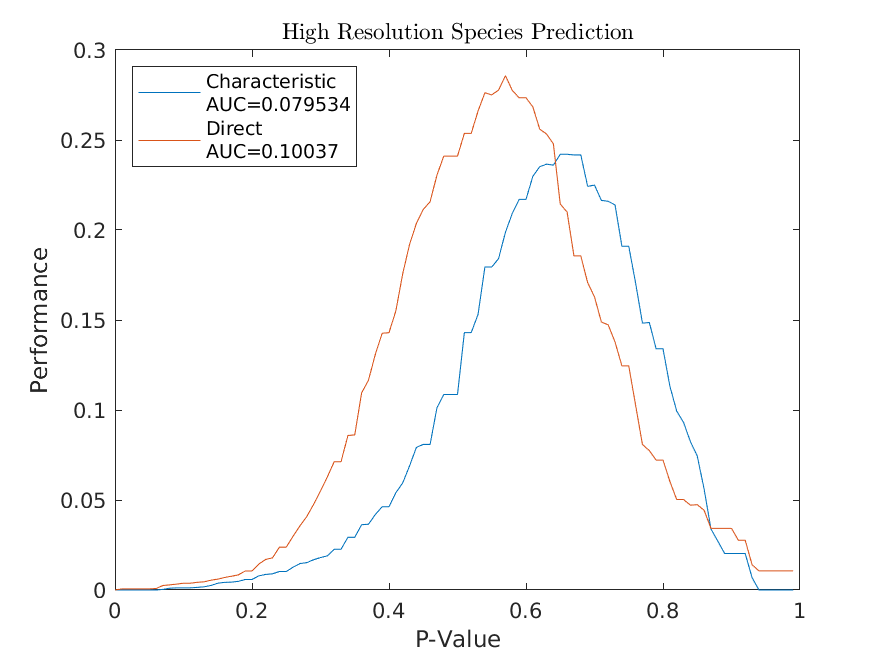 High Resolution Species Prediction
0.3
0.25
0.2
0.15
0.1
0.05
0
Performance
Characteristic
AUC=0.079534
Direct
AUC=0.10037
0
0.2
0.4
0.6
0.8
1
P-Value